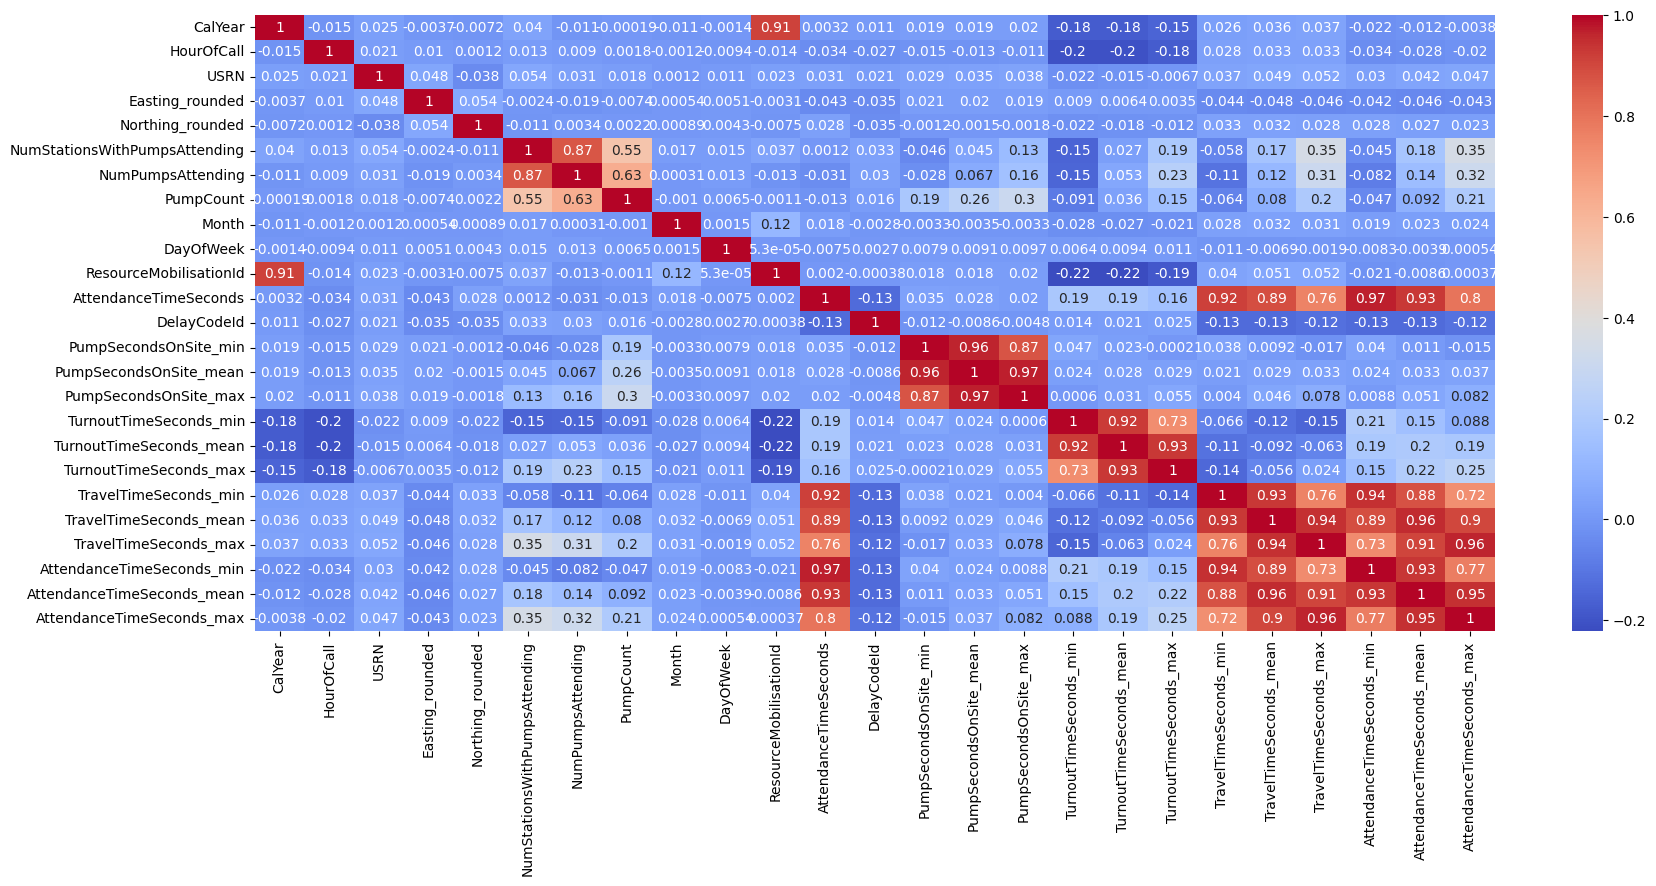 CalYear 1 -0.015 0.025 -0.0037 -0.0072 0.04 -0.011 -0.00019 -0.011 -0.0014 0.91 0.0032 0.011 0.019 0.019 0.02 -0.18 -0.18 -0.15 0.026 0.036 0.037 -0.022 -0.012 -0.0038
HourOfCall -0.015 1 0.021 0.01 0.0012 0.013 0.009 0.0018 -0.0012 -0.0094 -0.014 -0.034 -0.027 -0.015 -0.013 -0.011 -0.2 -0.2 -0.18 0.028 0.033 0.033 -0.034 -0.028 -0.02
USRN 0.025 0.021 1 0.048 -0.038 0.054 0.031 0.018 0.0012 0.011 0.023 0.031 0.021 0.029 0.035 0.038 -0.022 -0.015 -0.0067 0.037 0.049 0.052 0.03 0.042 0.047
Easting_rounded -0.0037 0.01 0.048 1 0.054 -0.0024 -0.019 -0.0074 0.00054 0.0051 -0.0031 -0.043 -0.035 0.021 0.02 0.019 0.009 0.0064 0.0035 -0.044 -0.048 -0.046 -0.042 -0.046 -0.043
Northing_rounded -0.0072 0.0012 -0.038 0.054 1 -0.011 0.0034 0.0022 0.00089 0.0043 -0.0075 0.028 -0.035 -0.0012 -0.0015 -0.0018 -0.022 -0.018 -0.012 0.033 0.032 0.028 0.028 0.027 0.023
NumStationsWithPumpsAttending 0.04 0.013 0.054 -0.0024 -0.011 1 0.87 0.55 0.017 0.015 0.037 0.0012 0.033 -0.046 0.045 0.13 -0.15 0.027 0.19 -0.058 0.17 0.35 -0.045 0.18 0.35
NumPumpsAttending -0.011 0.009 0.031 -0.019 0.0034 0.87 1 0.63 0.00031 0.013 -0.013 -0.031 0.03 -0.028 0.067 0.16 -0.15 0.053 0.23 -0.11 0.12 0.31 -0.082 0.14 0.32
PumpCount -0.00019 0.0018 0.018 -0.0074 0.0022 0.55 0.63 1 -0.001 0.0065 -0.0011 -0.013 0.016 0.19 0.26 0.3 -0.091 0.036 0.15 -0.064 0.08 0.2 -0.047 0.092 0.21
Month -0.011 -0.0012 0.0012 0.00054 0.00089 0.017 0.00031 -0.001 1 0.0015 0.12 0.018 -0.0028 -0.0033 -0.0035 -0.0033 -0.028 -0.027 -0.021 0.028 0.032 0.031 0.019 0.023 0.024
DayOfWeek -0.0014 -0.0094 0.011 0.0051 0.0043 0.015 0.013 0.0065 0.0015 1 5.3e-05 -0.0075 0.0027 0.0079 0.0091 0.0097 0.0064 0.0094 0.011 -0.011 -0.0069 -0.0019 -0.0083 -0.0039 0.00054
ResourceMobilisationId 0.91 -0.014 0.023 -0.0031 -0.0075 0.037 -0.013 -0.0011 0.12 5.3e-05 1 0.002 -0.00038 0.018 0.018 0.02 -0.22 -0.22 -0.19 0.04 0.051 0.052 -0.021 -0.0086 0.00037
AttendanceTimeSeconds 0.0032 -0.034 0.031 -0.043 0.028 0.0012 -0.031 -0.013 0.018 -0.0075 0.002 1 -0.13 0.035 0.028 0.02 0.19 0.19 0.16 0.92 0.89 0.76 0.97 0.93 0.8
DelayCodeId 0.011 -0.027 0.021 -0.035 -0.035 0.033 0.03 0.016 -0.0028 0.0027 -0.00038 -0.13 1 -0.012 -0.0086 -0.0048 0.014 0.021 0.025 -0.13 -0.13 -0.12 -0.13 -0.13 -0.12
PumpSecondsOnSite_min 0.019 -0.015 0.029 0.021 -0.0012 -0.046 -0.028 0.19 -0.0033 0.0079 0.018 0.035 -0.012 1 0.96 0.87 0.047 0.023 -0.00021 0.038 0.0092 -0.017 0.04 0.011 -0.015
PumpSecondsOnSite_mean 0.019 -0.013 0.035 0.02 -0.0015 0.045 0.067 0.26 -0.0035 0.0091 0.018 0.028 -0.0086 0.96 1 0.97 0.024 0.028 0.029 0.021 0.029 0.033 0.024 0.033 0.037
PumpSecondsOnSite_max 0.02 -0.011 0.038 0.019 -0.0018 0.13 0.16 0.3 -0.0033 0.0097 0.02 0.02 -0.0048 0.87 0.97 1 0.0006 0.031 0.055 0.004 0.046 0.078 0.0088 0.051 0.082
TurnoutTimeSeconds_min -0.18 -0.2 -0.022 0.009 -0.022 -0.15 -0.15 -0.091 -0.028 0.0064 -0.22 0.19 0.014 0.047 0.024 0.0006 1 0.92 0.73 -0.066 -0.12 -0.15 0.21 0.15 0.088
TurnoutTimeSeconds_mean -0.18 -0.2 -0.015 0.0064 -0.018 0.027 0.053 0.036 -0.027 0.0094 -0.22 0.19 0.021 0.023 0.028 0.031 0.92 1 0.93 -0.11 -0.092 -0.063 0.19 0.2 0.19
TurnoutTimeSeconds_max -0.15 -0.18 -0.0067 0.0035 -0.012 0.19 0.23 0.15 -0.021 0.011 -0.19 0.16 0.025 -0.00021 0.029 0.055 0.73 0.93 1 -0.14 -0.056 0.024 0.15 0.22 0.25
TravelTimeSeconds_min 0.026 0.028 0.037 -0.044 0.033 -0.058 -0.11 -0.064 0.028 -0.011 0.04 0.92 -0.13 0.038 0.021 0.004 -0.066 -0.11 -0.14 1 0.93 0.76 0.94 0.88 0.72
TravelTimeSeconds_mean 0.036 0.033 0.049 -0.048 0.032 0.17 0.12 0.08 0.032 -0.0069 0.051 0.89 -0.13 0.0092 0.029 0.046 -0.12 -0.092 -0.056 0.93 1 0.94 0.89 0.96 0.9
TravelTimeSeconds_max 0.037 0.033 0.052 -0.046 0.028 0.35 0.31 0.2 0.031 -0.0019 0.052 0.76 -0.12 -0.017 0.033 0.078 -0.15 -0.063 0.024 0.76 0.94 1 0.73 0.91 0.96
AttendanceTimeSeconds_min -0.022 -0.034 0.03 -0.042 0.028 -0.045 -0.082 -0.047 0.019 -0.0083 -0.021 0.97 -0.13 0.04 0.024 0.0088 0.21 0.19 0.15 0.94 0.89 0.73 1 0.93 0.77
AttendanceTimeSeconds_mean -0.012 -0.028 0.042 -0.046 0.027 0.18 0.14 0.092 0.023 -0.0039 -0.0086 0.93 -0.13 0.011 0.033 0.051 0.15 0.2 0.22 0.88 0.96 0.91 0.93 1 0.95
AttendanceTimeSeconds_max -0.0038 -0.02 0.047 -0.043 0.023 0.35 0.32 0.21 0.024 0.00054 0.00037 0.8 -0.12 -0.015 0.037 0.082 0.088 0.19 0.25 0.72 0.9 0.96 0.77 0.95 1
CalYear
HourOfCall
USRN
Easting_rounded
Northing_rounded
NumStationsWithPumpsAttending
NumPumpsAttending
PumpCount
Month
DayOfWeek
ResourceMobilisationId
AttendanceTimeSeconds
DelayCodeId
PumpSecondsOnSite_min
PumpSecondsOnSite_mean
PumpSecondsOnSite_max
TurnoutTimeSeconds_min
TurnoutTimeSeconds_mean
TurnoutTimeSeconds_max
TravelTimeSeconds_min
TravelTimeSeconds_mean
TravelTimeSeconds_max
AttendanceTimeSeconds_min
AttendanceTimeSeconds_mean
AttendanceTimeSeconds_max
1.0
0.8
0.6
0.4
0.2
0.0
−0.2